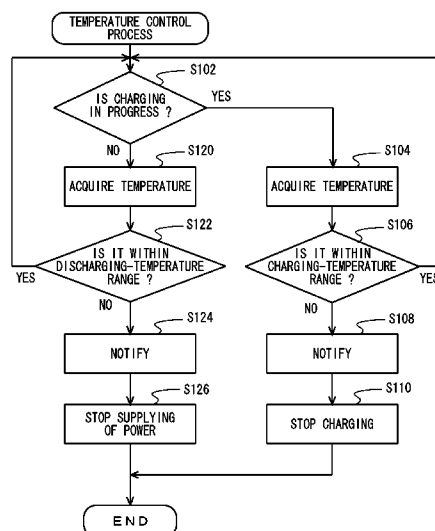 TEMPERATURE CONTROL
PROCESS
S102
IS CHARGING
IN PROGRESS ?
YES
NO
S120
ACQUIRE TEMPERATURE
S104
ACQUIRE TEMPERATURE
S122
IS IT WITHIN
DISCHARGING-TEMPERATURE
RANGE ?
YES
NO
S106
IS IT WITHIN
CHARGING-TEMPERATURE
RANGE ?
YES
NO
S124
NOTIFY
S108
NOTIFY
S126
STOP SUPPLYING
OF POWER
S110
STOP CHARGING
END